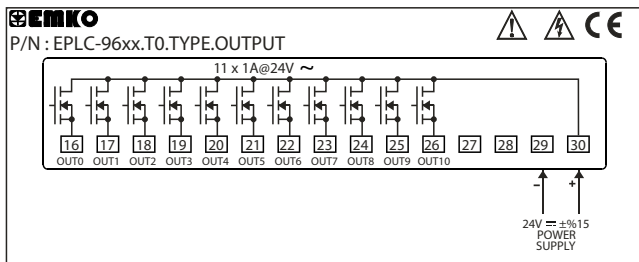 EMKO
P/N : EPLC-96xx.T0.TYPE.OUTPUT
CE
11 x 1A@24V ~
16 17 18 19 20 21 22 23 24 25 26 27 28 29 30
OUT0 OUT1 OUT2 OUT3 OUT4 OUT5 OUT6 OUT7 OUT8 OUT9 OUT10
- +
24V ⎓ ±%15
POWER
SUPPLY